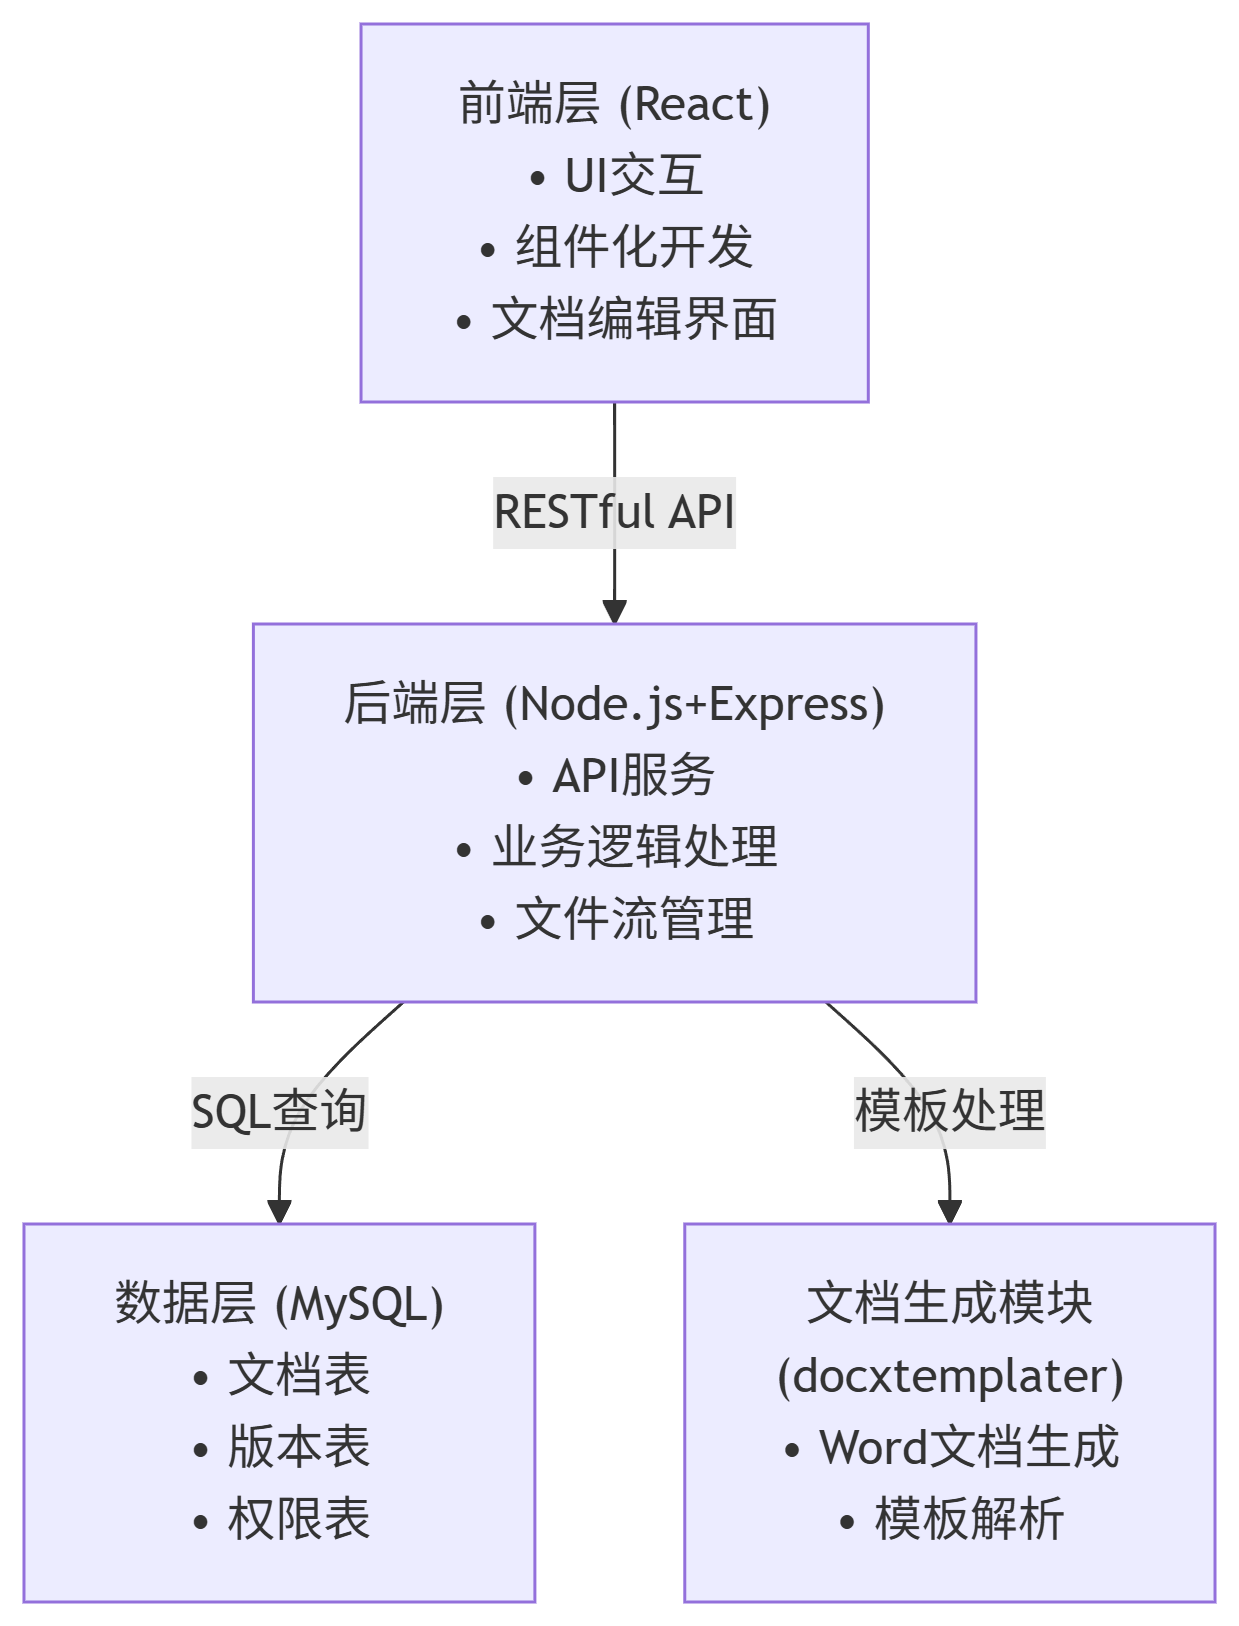 前端层 (React)
• UI交互
• 组件化开发
• 文档编辑界面
RESTful API
后端层 (Node.js+Express)
• API服务
• 业务逻辑处理
• 文件流管理
SQL查询
模板处理
数据层 (MySQL)
• 文档表
• 版本表
• 权限表
文档生成模块
(docxtemplater)
• Word文档生成
• 模板解析